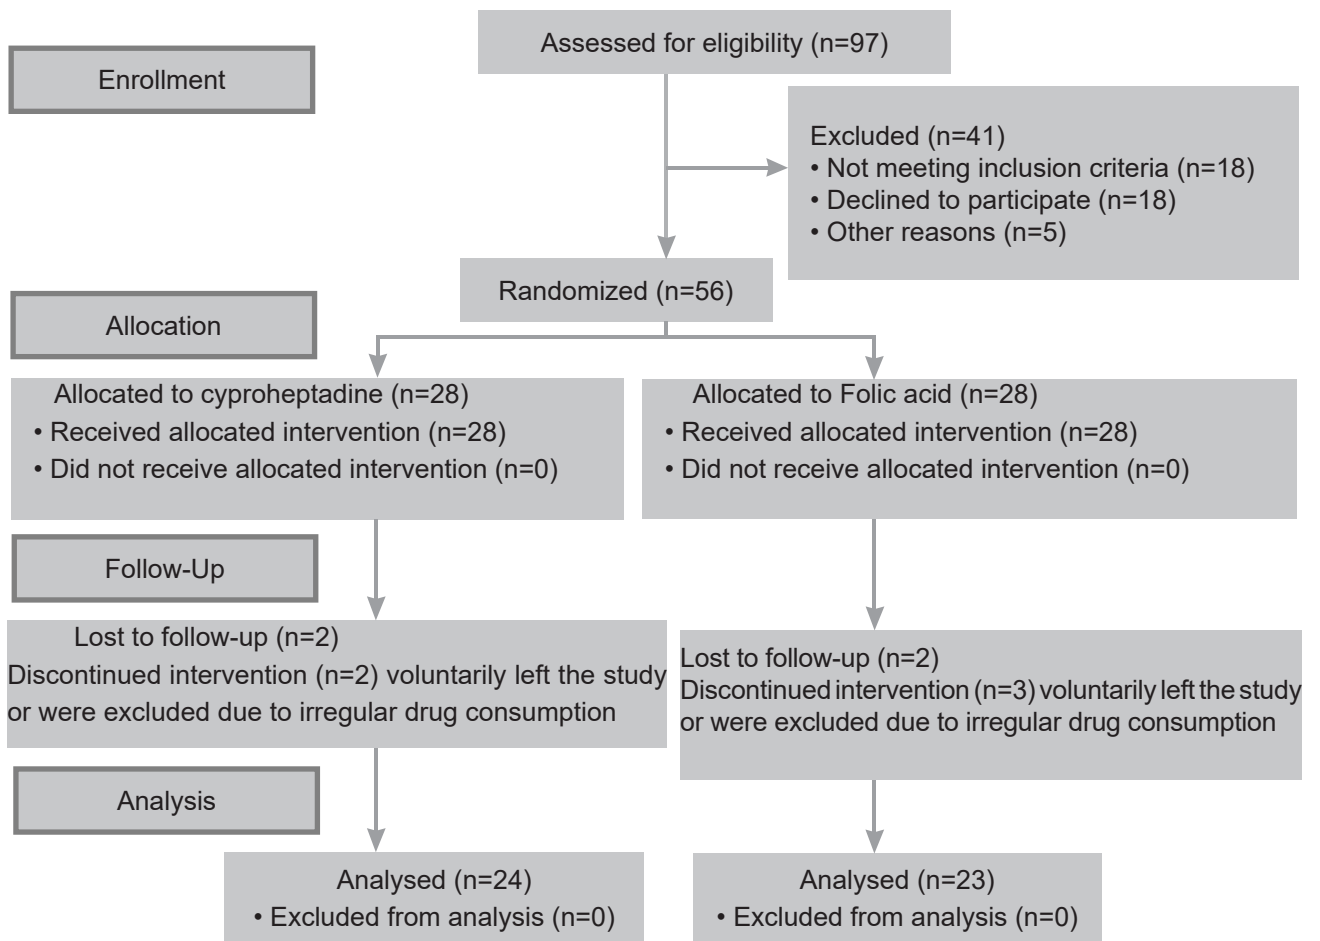 Assessed for eligibility (n=97)
Enrollment
Excluded (n=41)
• Not meeting inclusion criteria (n=18)
• Declined to participate (n=18)
• Other reasons (n=5)
Randomized (n=56)
Allocation
Allocated to cyproheptadine (n=28)
• Received allocated intervention (n=28)
• Did not receive allocated intervention (n=0)
Allocated to Folic acid (n=28)
• Received allocated intervention (n=28)
• Did not receive allocated intervention (n=0)
Follow-Up
Lost to follow-up (n=2)
Discontinued intervention (n=2) voluntarily left the study
or were excluded due to irregular drug consumption
Lost to follow-up (n=2)
Discontinued intervention (n=3) voluntarily left the study
or were excluded due to irregular drug consumption
Analysis
Analysed (n=24)
• Excluded from analysis (n=0)
Analysed (n=23)
• Excluded from analysis (n=0)